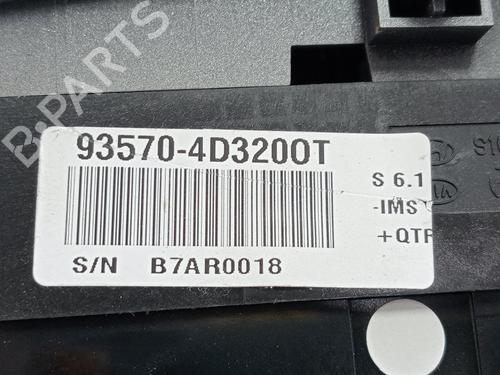 B-PARTS
93570-4D3200T
S 6.1
-IMS
+QTR
S/N B7AR0018